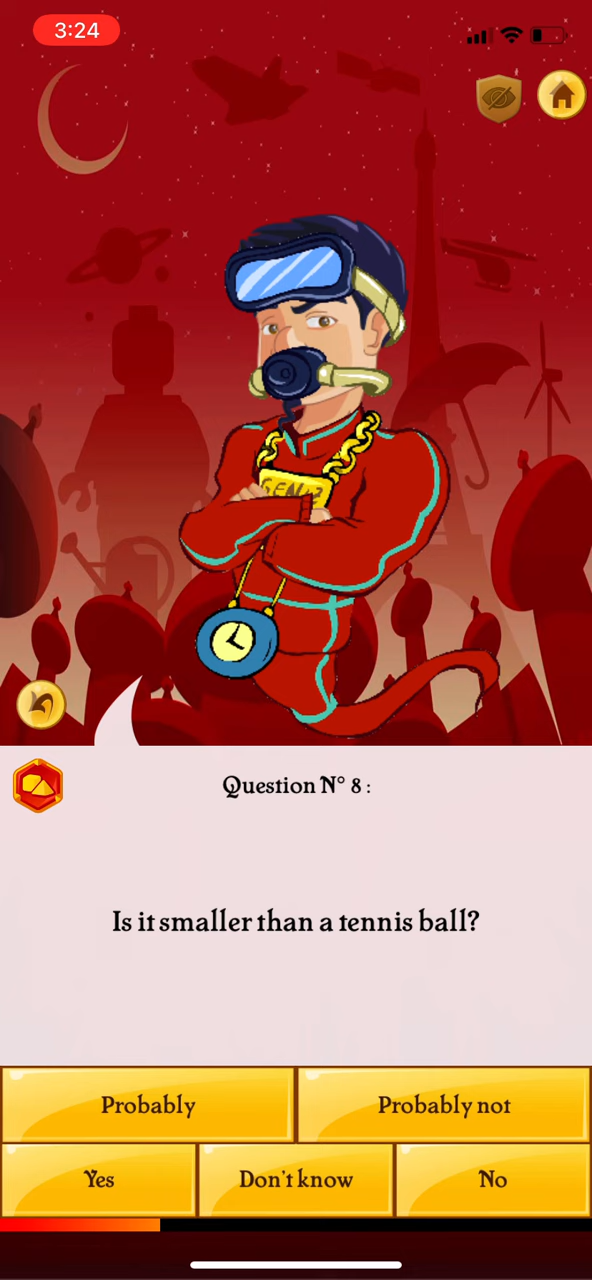 3:24
Question N° 8 :
Is it smaller than a tennis ball?
Probably
Probably not
Yes
Don't know
No